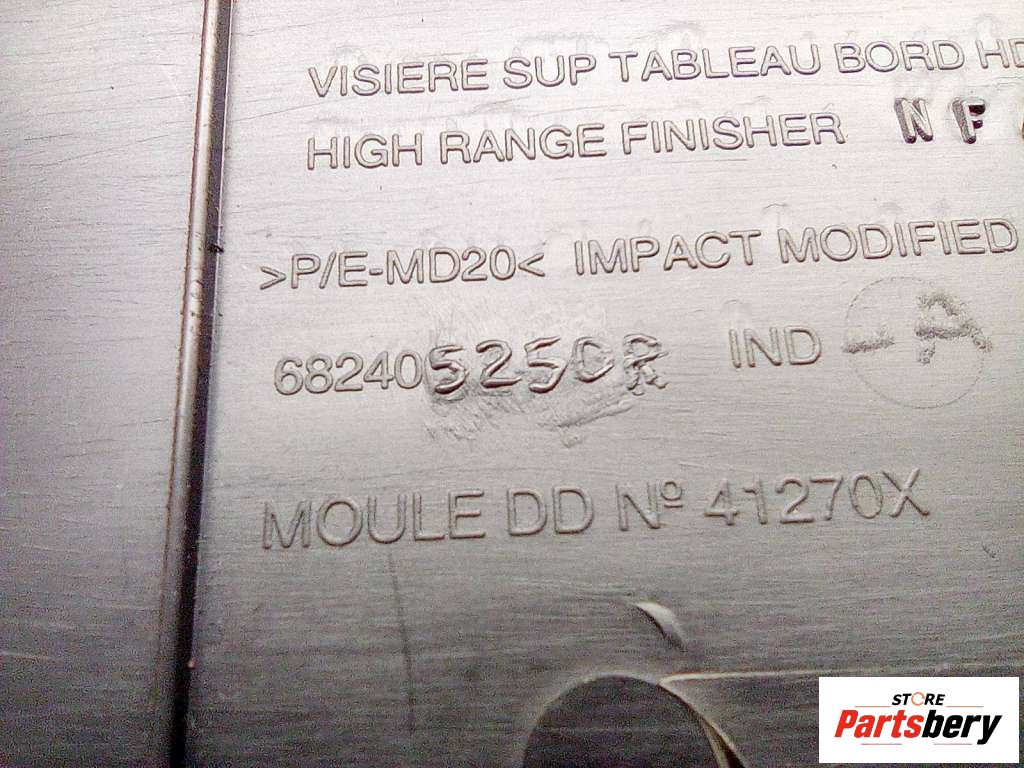 VISIERE SUP TABLEAU BORD HD
HIGH RANGE FINISHER NF
>P/E-MD20< IMPACT MODIFIED
682405250R IND -A
MOULE DD Nº 41270X
STORE
Partsbery